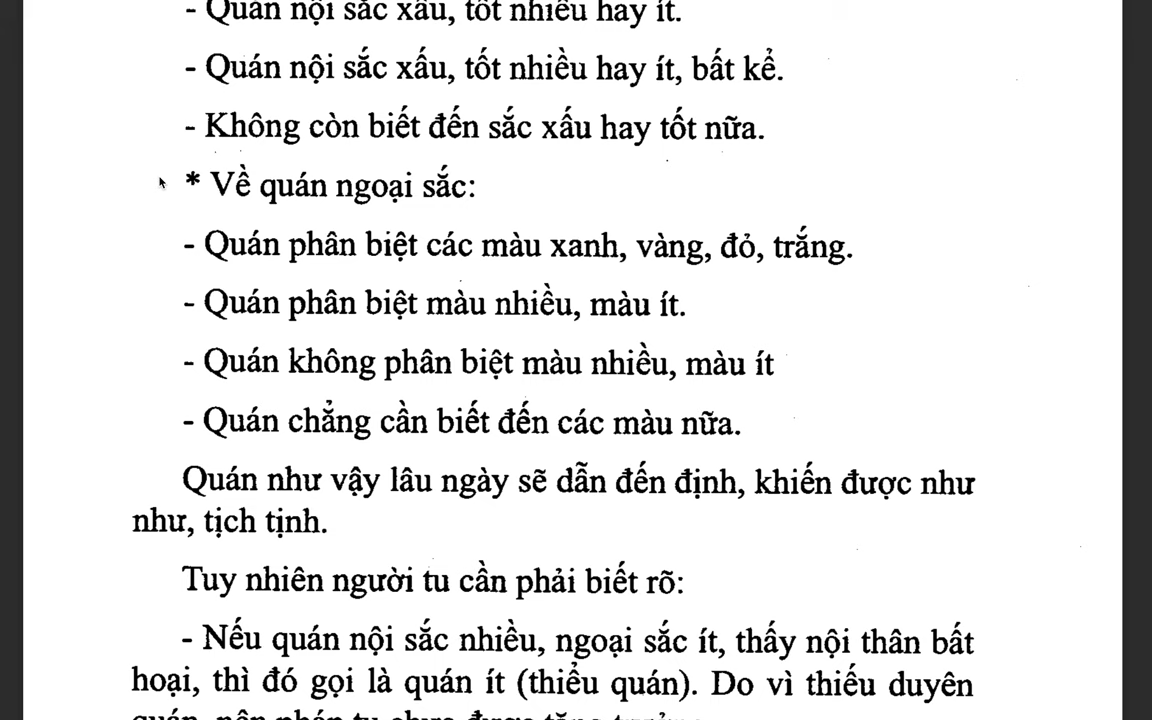 - Quán nội sắc xấu, tốt nhiều hay ít.
- Quán nội sắc xấu, tốt nhiều hay ít, bất kể.
- Không còn biết đến sắc xấu hay tốt nữa.
* Về quán ngoại sắc:
- Quán phân biệt các màu xanh, vàng, đỏ, trắng.
- Quán phân biệt màu nhiều, màu ít.
- Quán không phân biệt màu nhiều, màu ít
- Quán chẳng cần biết đến các màu nữa.
Quán như vậy lâu ngày sẽ dẫn đến định, khiến được như
như, tịch tịnh.
Tuy nhiên người tu cần phải biết rõ:
- Nếu quán nội sắc nhiều, ngoại sắc ít, thấy nội thân bất
hoại, thì đó gọi là quán ít (thiểu quán). Do vì thiếu duyên